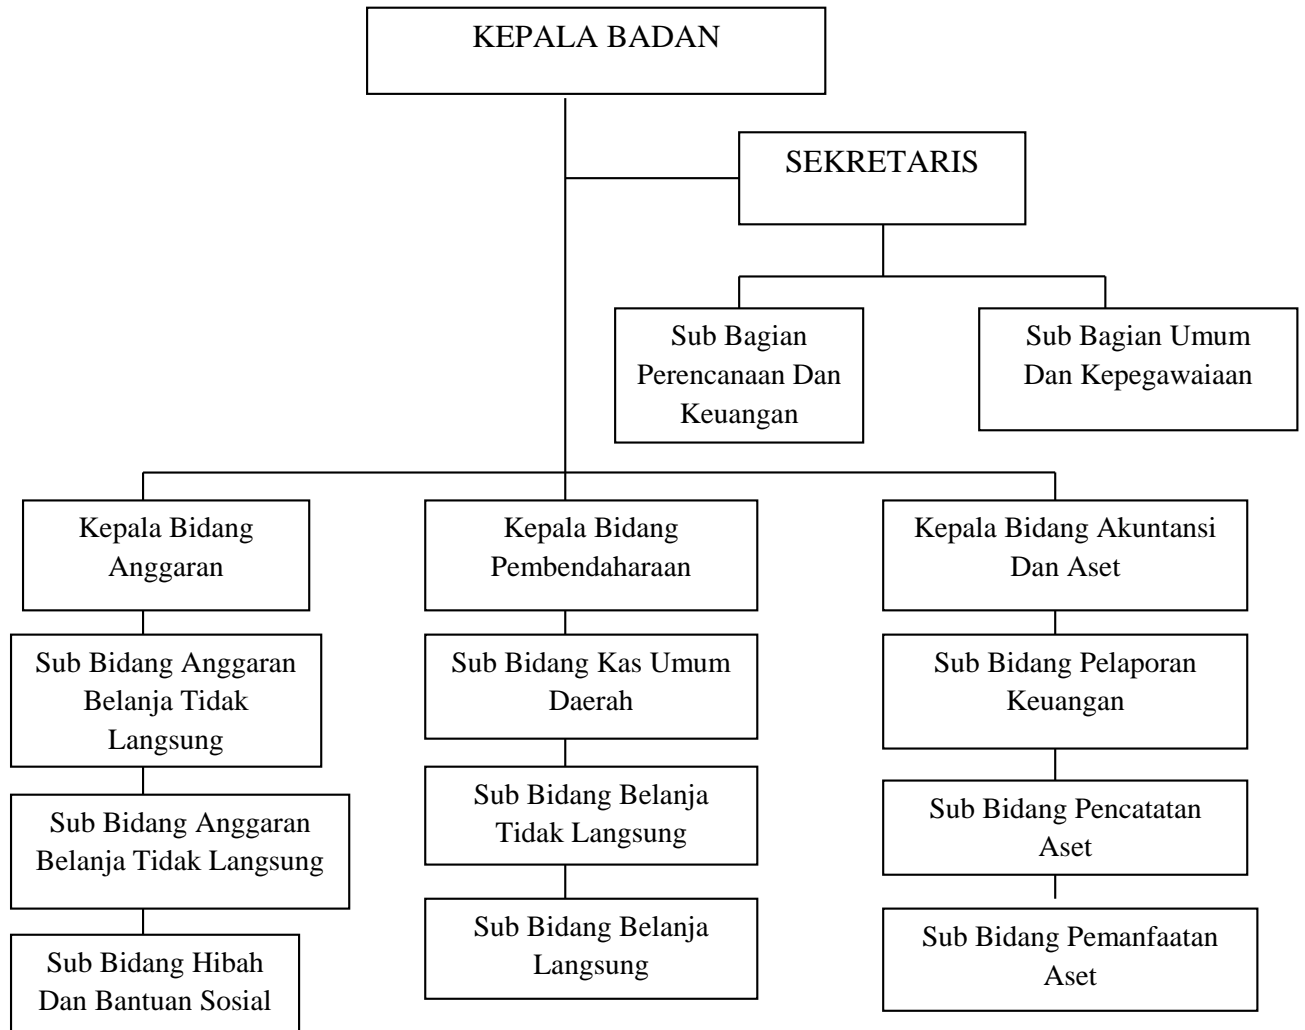 KEPALA BADAN
SEKRETARIS
Sub Bagian
Perencanaan Dan
Keuangan
Sub Bagian Umum
Dan Kepegawaiaan
Kepala Bidang
Anggaran
Kepala Bidang
Pembendaharaan
Kepala Bidang Akuntansi
Dan Aset
Sub Bidang Anggaran
Belanja Tidak
Langsung
Sub Bidang Kas Umum
Daerah
Sub Bidang Pelaporan
Keuangan
Sub Bidang Anggaran
Belanja Tidak Langsung
Sub Bidang Belanja
Tidak Langsung
Sub Bidang Pencatatan
Aset
Sub Bidang Hibah
Dan Bantuan Sosial
Sub Bidang Belanja
Langsung
Sub Bidang Pemanfaatan
Aset